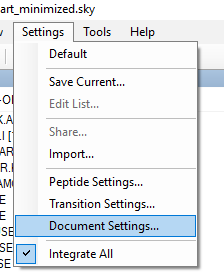 art_minimized.sky
Settings Tools Help
Default
Save Current...
Edit List...
Share...
Import...
Peptide Settings...
Transition Settings...
Document Settings...
Integrate All